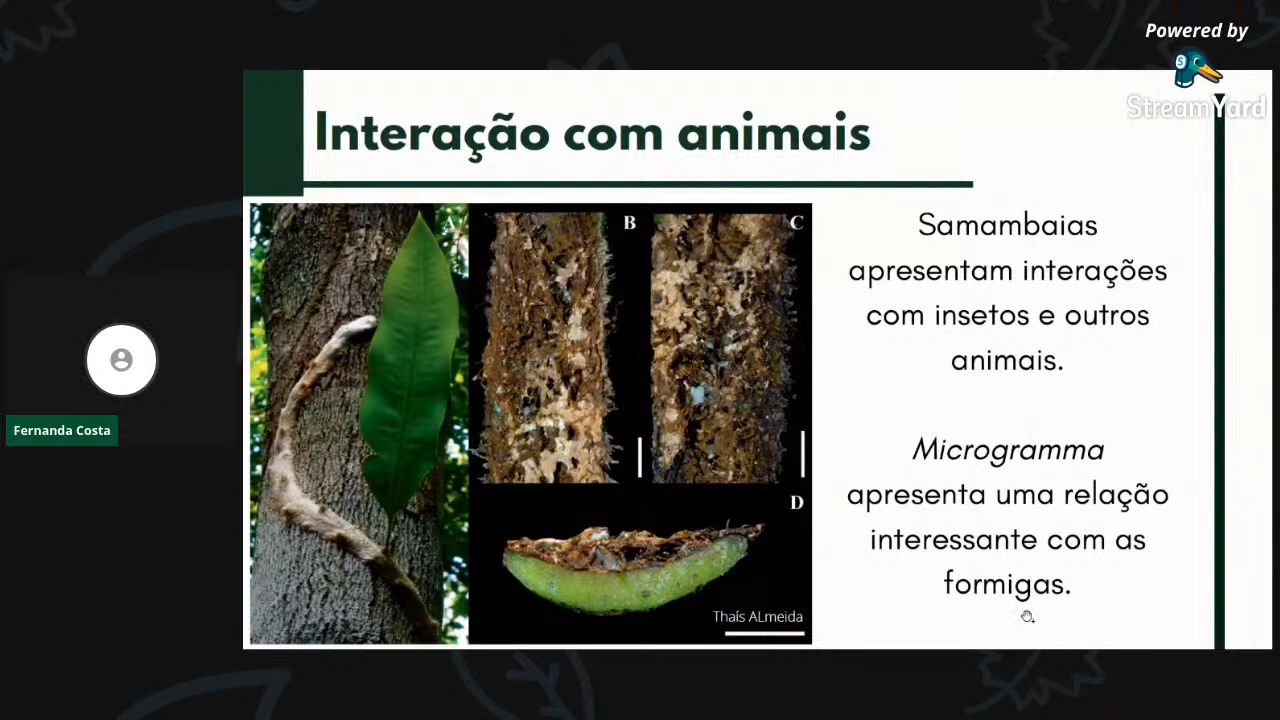 Powered by
StreamYard
Interação com animais
A
B
C
D
Thaís ALmeida
Samambaias
apresentam interações
com insetos e outros
animais.
Microgramma
apresenta uma relação
interessante com as
formigas.
Fernanda Costa